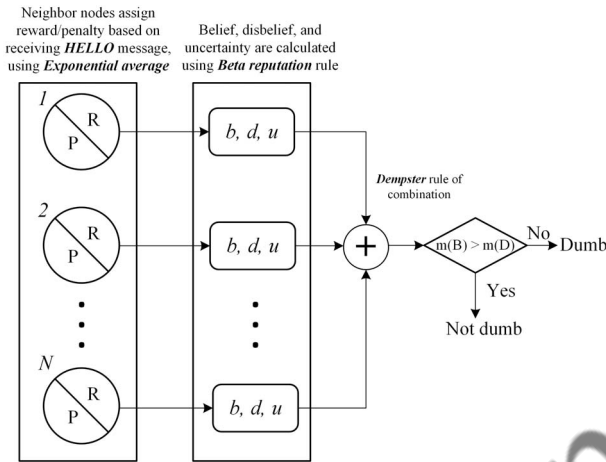 Neighbor nodes assign
reward/penalty based on
receiving HELLO message,
using Exponential average
Belief, disbelief, and
uncertainty are calculated
using Beta reputation rule
1
R
P
b, d, u
2
R
P
b, d, u
N
R
P
b, d, u
Dempster rule of
combination
+
m(B) > m(D)
No
Dumb
Yes
Not dumb